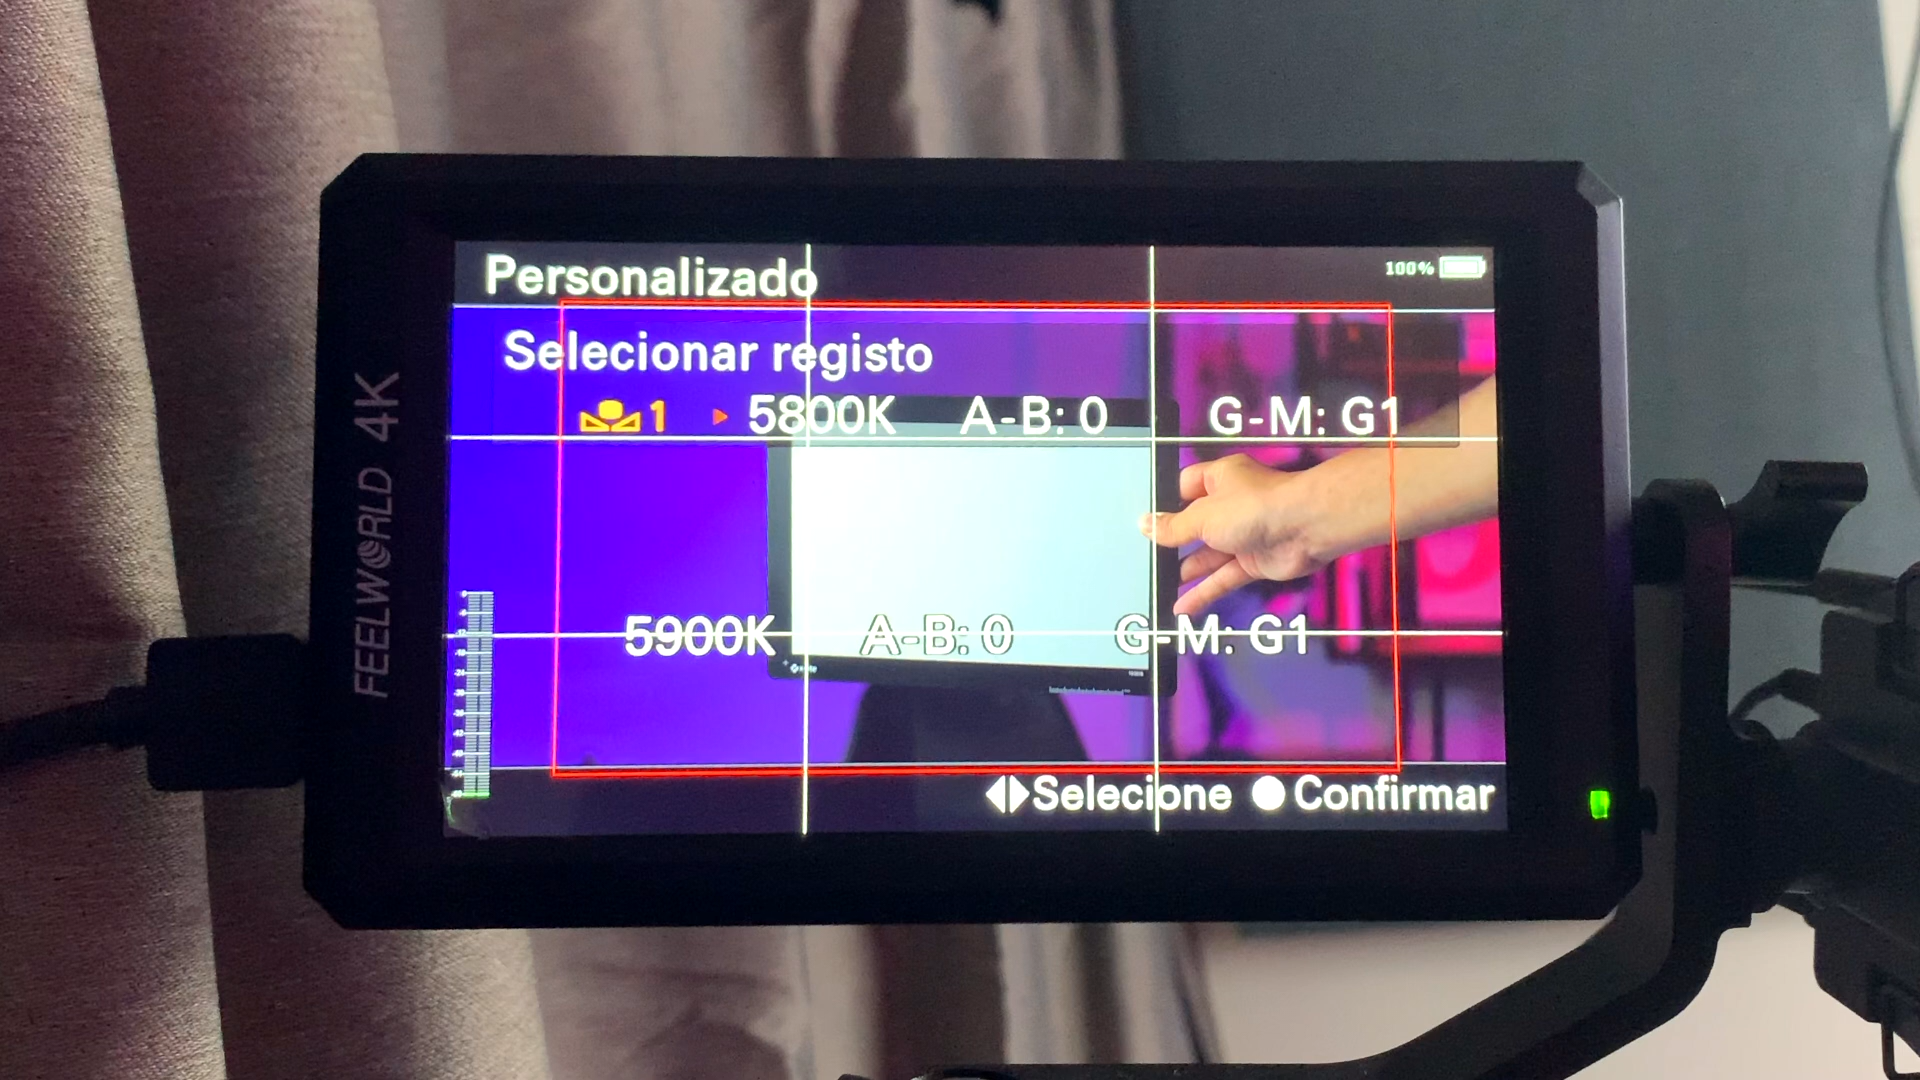 Personalizado
100%
Selecionar registo
1 5800K A-B: 0 G-M: G1
5900K A-B: 0 G-M: G1
Selecione Confirmar
FEELWORLD 4K